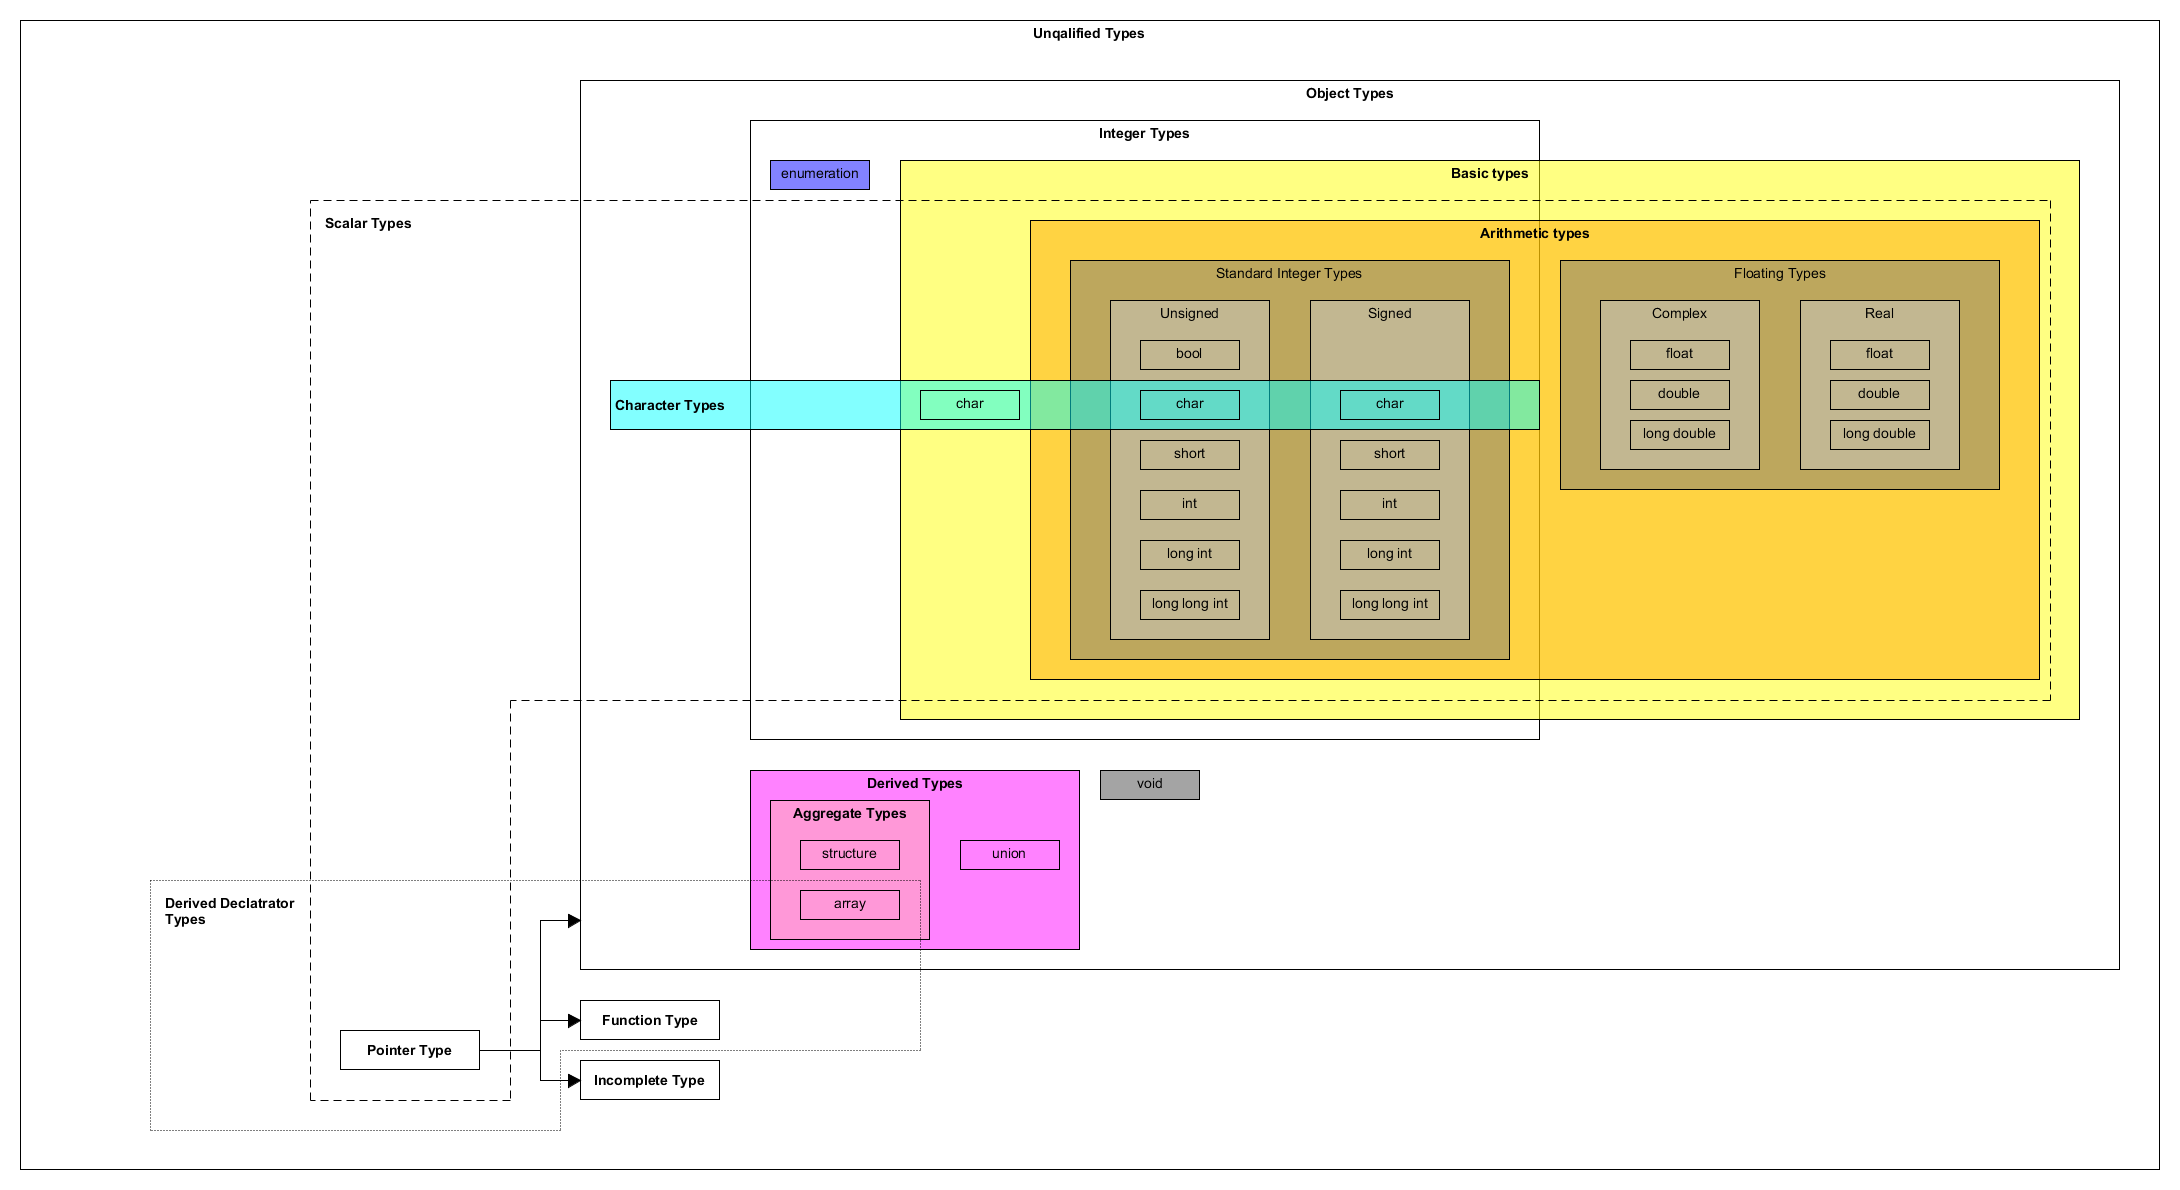 Unqalified Types
Object Types
Integer Types
enumeration
Basic types
Scalar Types
Arithmetic types
Standard Integer Types
Floating Types
Unsigned
Signed
Complex
Real
bool
float
float
Character Types
char
char
char
double
double
long double
long double
short
short
int
int
long int
long int
long long int
long long int
Derived Types
void
Aggregate Types
structure
union
array
Derived Declatrator
Types
Function Type
Pointer Type
Incomplete Type